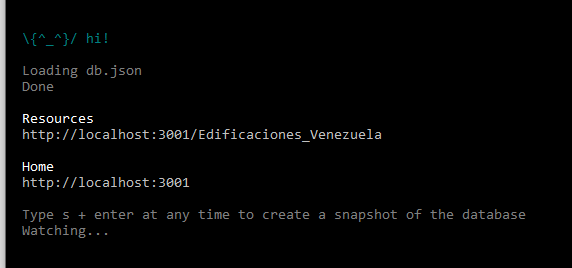 \{^_^}/ hi!
Loading db.json
Done
Resources
http://localhost:3001/Edificaciones_Venezuela
Home
http://localhost:3001
Type s + enter at any time to create a snapshot of the database
Watching...